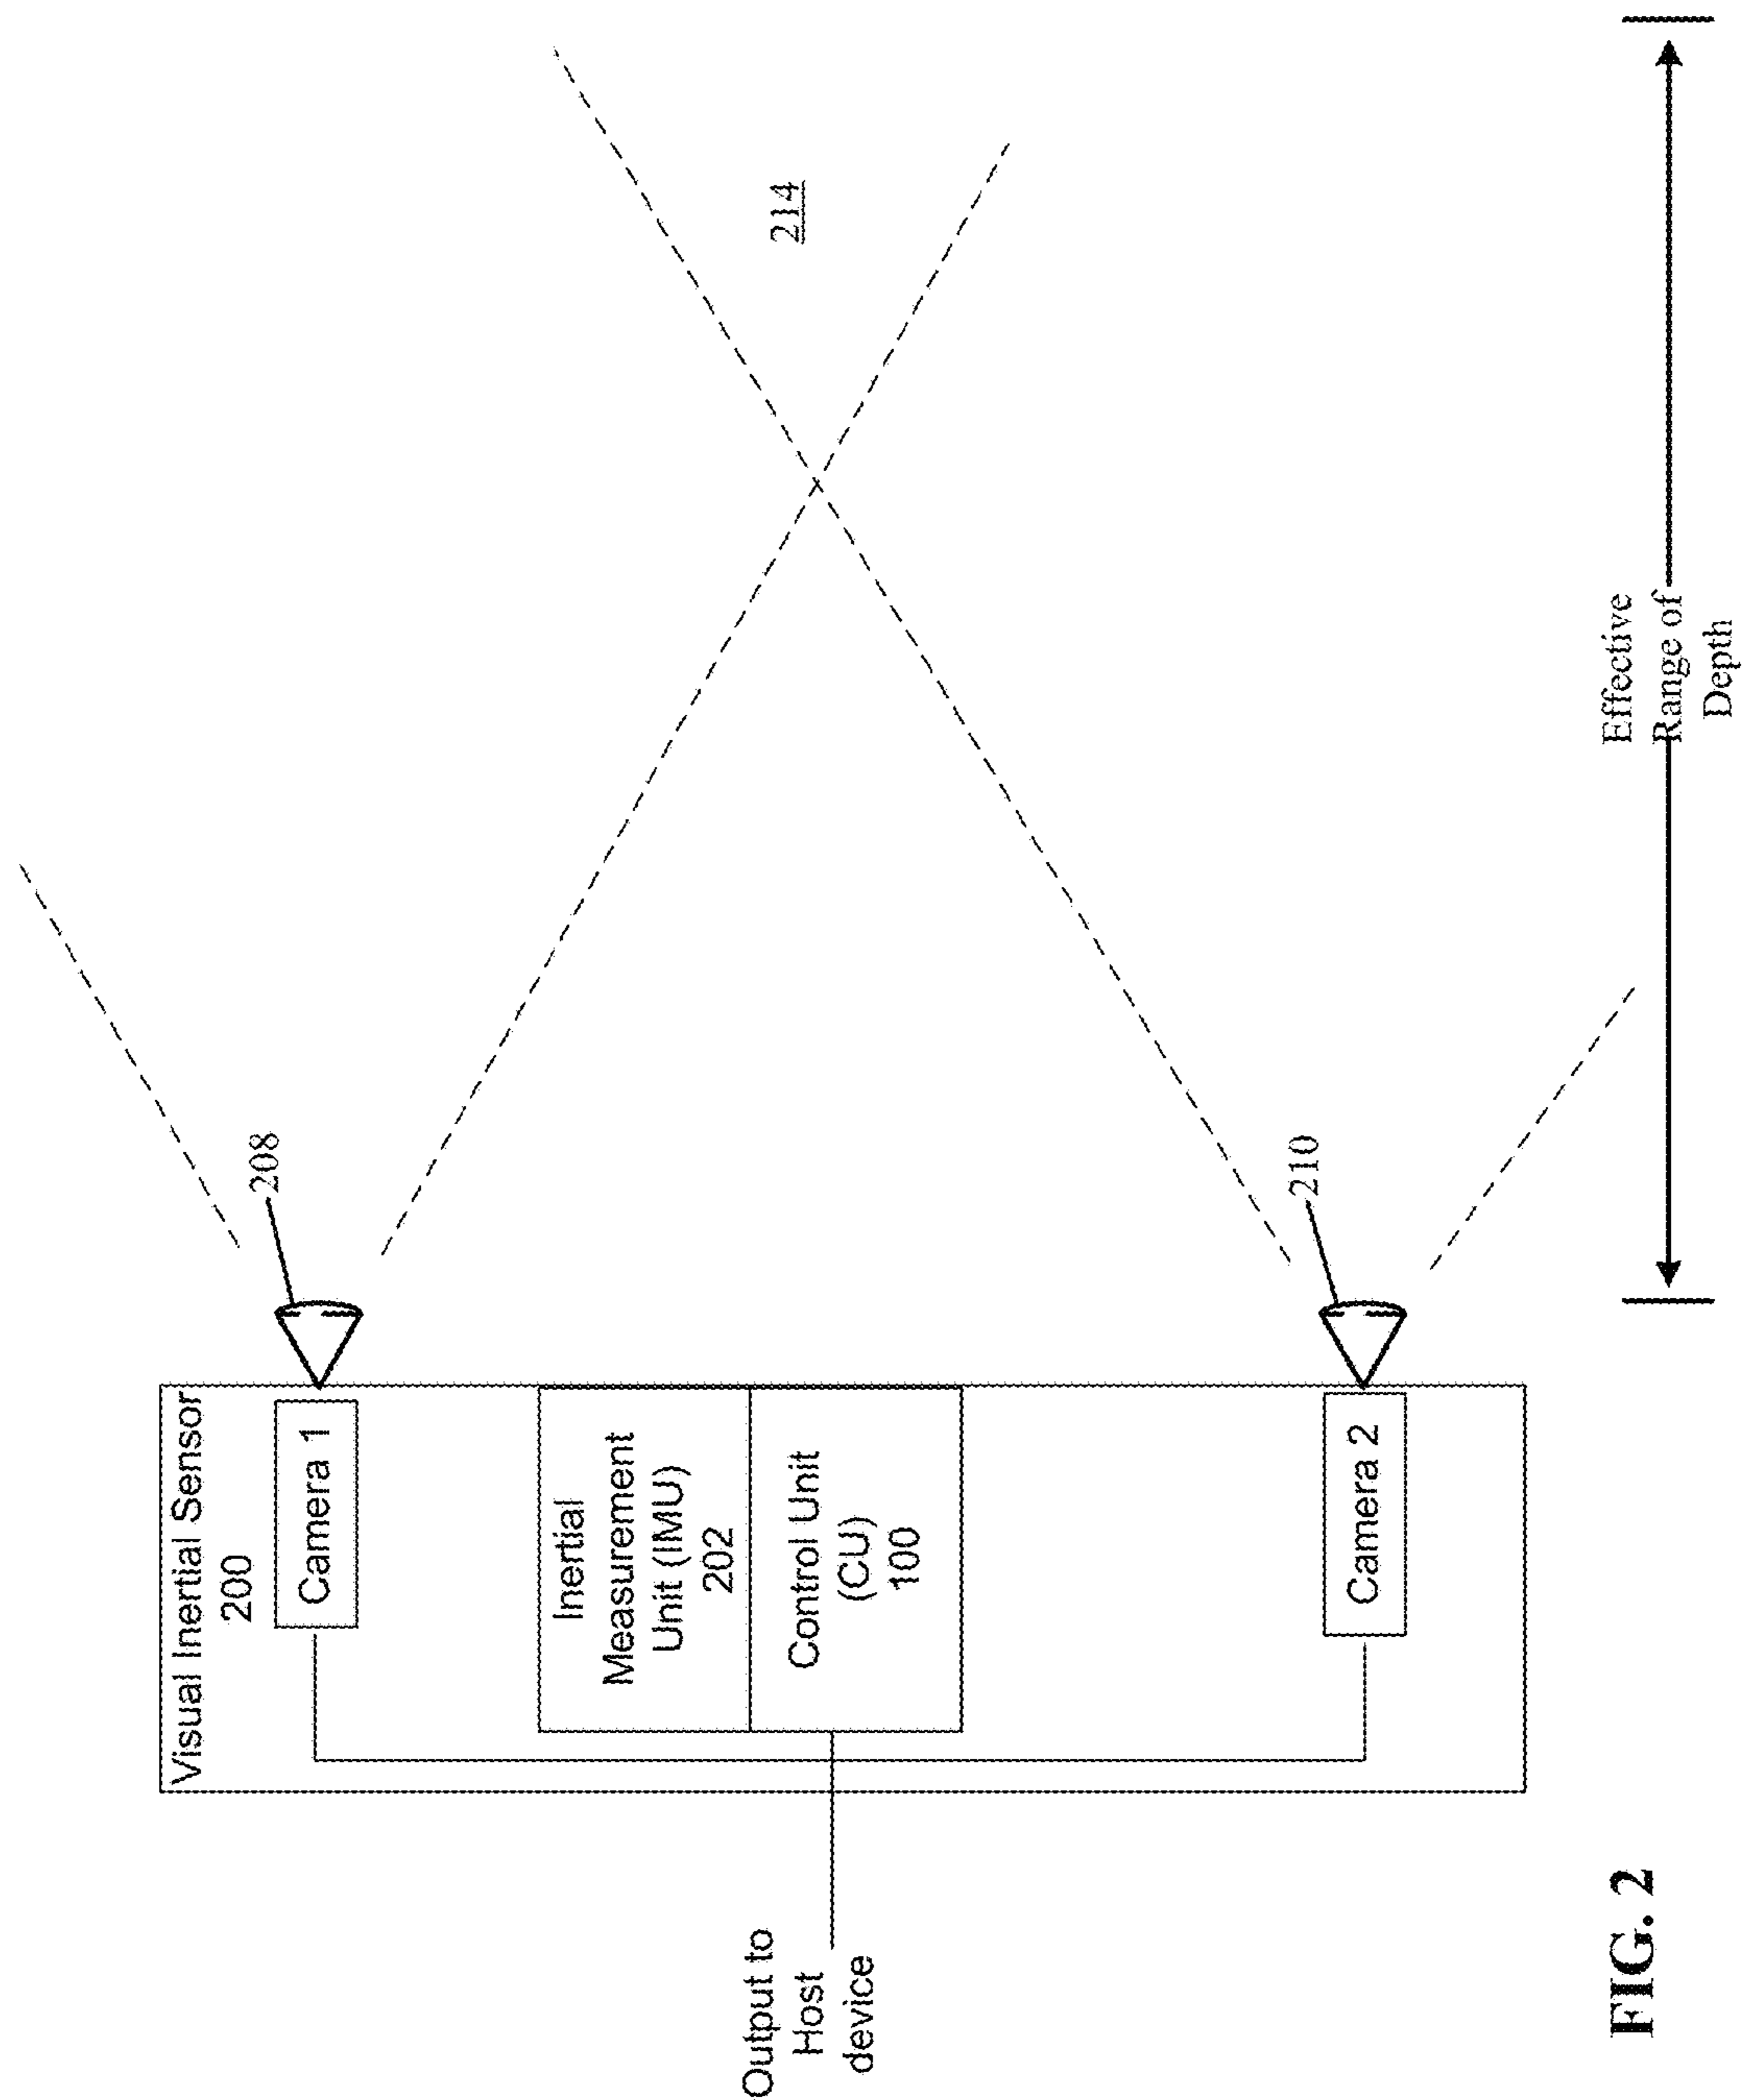 Visual Inertial Sensor
200
Camera 1
208
Inertial
Measurement
Unit (IMU)
202
Control Unit
(CU)
100
Output to
Host
device
214
Camera 2
210
Effective
Range of
Depth
FIG. 2